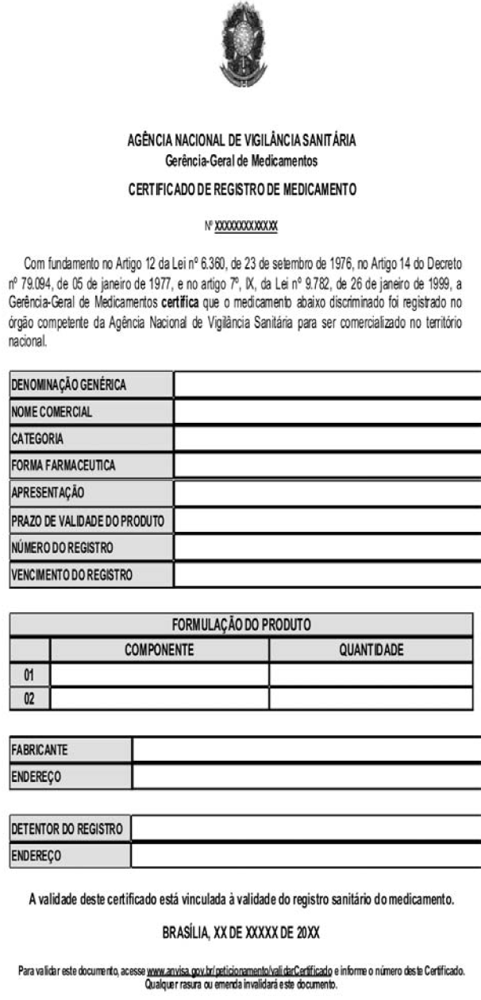 AGÊNCIA NACIONAL DE VIGILÂNCIA SANITÁRIA
Gerência-Geral de Medicamentos
CERTIFICADO DE REGISTRO DE MEDICAMENTO
Nº XXXXXXXXXXXXX
Com fundamento no Artigo 12 da Lei nº 6.360, de 23 de setembro de 1976, no Artigo 14 do Decreto
nº 79.094, de 05 de janeiro de 1977, e no artigo 7º, IX, da Lei nº 9.782, de 26 de janeiro de 1999, a
Gerência-Geral de Medicamentos certifica que o medicamento abaixo discriminado foi registrado no
órgão competente da Agência Nacional de Vigilância Sanitária para ser comercializado no território
nacional.
DENOMINAÇÃO GENÉRICA
NOME COMERCIAL
CATEGORIA
FORMA FARMACEUTICA
APRESENTAÇÃO
PRAZO DE VALIDADE DO PRODUTO
NÚMERO DO REGISTRO
VENCIMENTO DO REGISTRO
FORMULAÇÃO DO PRODUTO
COMPONENTE QUANTIDADE
01
02
FABRICANTE
ENDEREÇO
DETENTOR DO REGISTRO
ENDEREÇO
A validade deste certificado está vinculada à validade do registro sanitário do medicamento.
BRASÍLIA, XX DE XXXXX DE 20XX
Para validar este documento, acesse www.anvisa.gov.br/peticionamento/validarCertificado e informe o número deste Certificado.
Qualquer rasura ou emenda invalidará este documento.